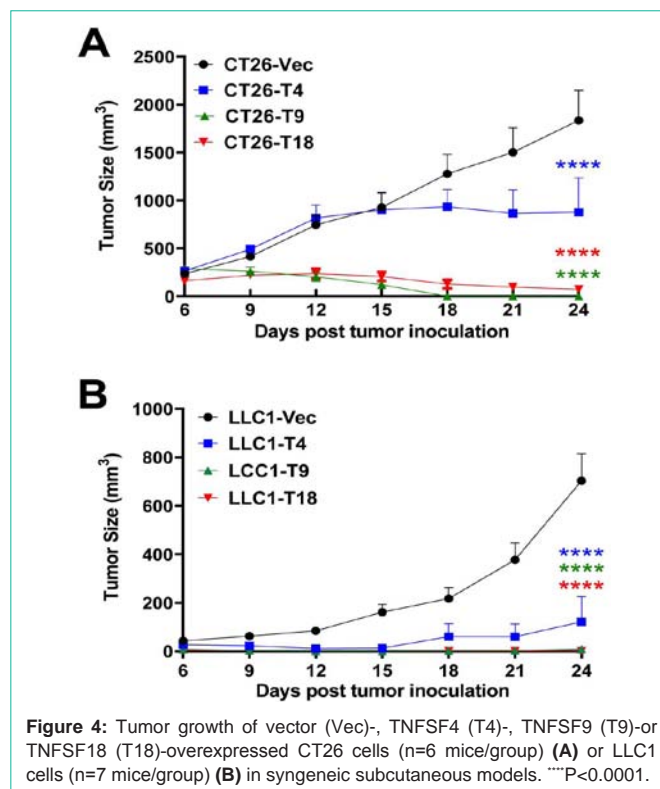 A
2500
2000
1500
1000
500
0
Tumor Size (mm³)
CT26-Vec
CT26-T4
CT26-T9
CT26-T18
****
****
****
6 9 12 15 18 21 24
Days post tumor inoculation
B
1000
800
600
400
200
0
Tumor Size (mm³)
LLC1-Vec
LLC1-T4
LCC1-T9
LLC1-T18
****
****
****
6 9 12 15 18 21 24
Days post tumor inoculation
Figure 4: Tumor growth of vector (Vec)-, TNFSF4 (T4)-, TNFSF9 (T9)-or
TNFSF18 (T18)-overexpressed CT26 cells (n=6 mice/group) (A) or LLC1
cells (n=7 mice/group) (B) in syngeneic subcutaneous models. ****P<0.0001.